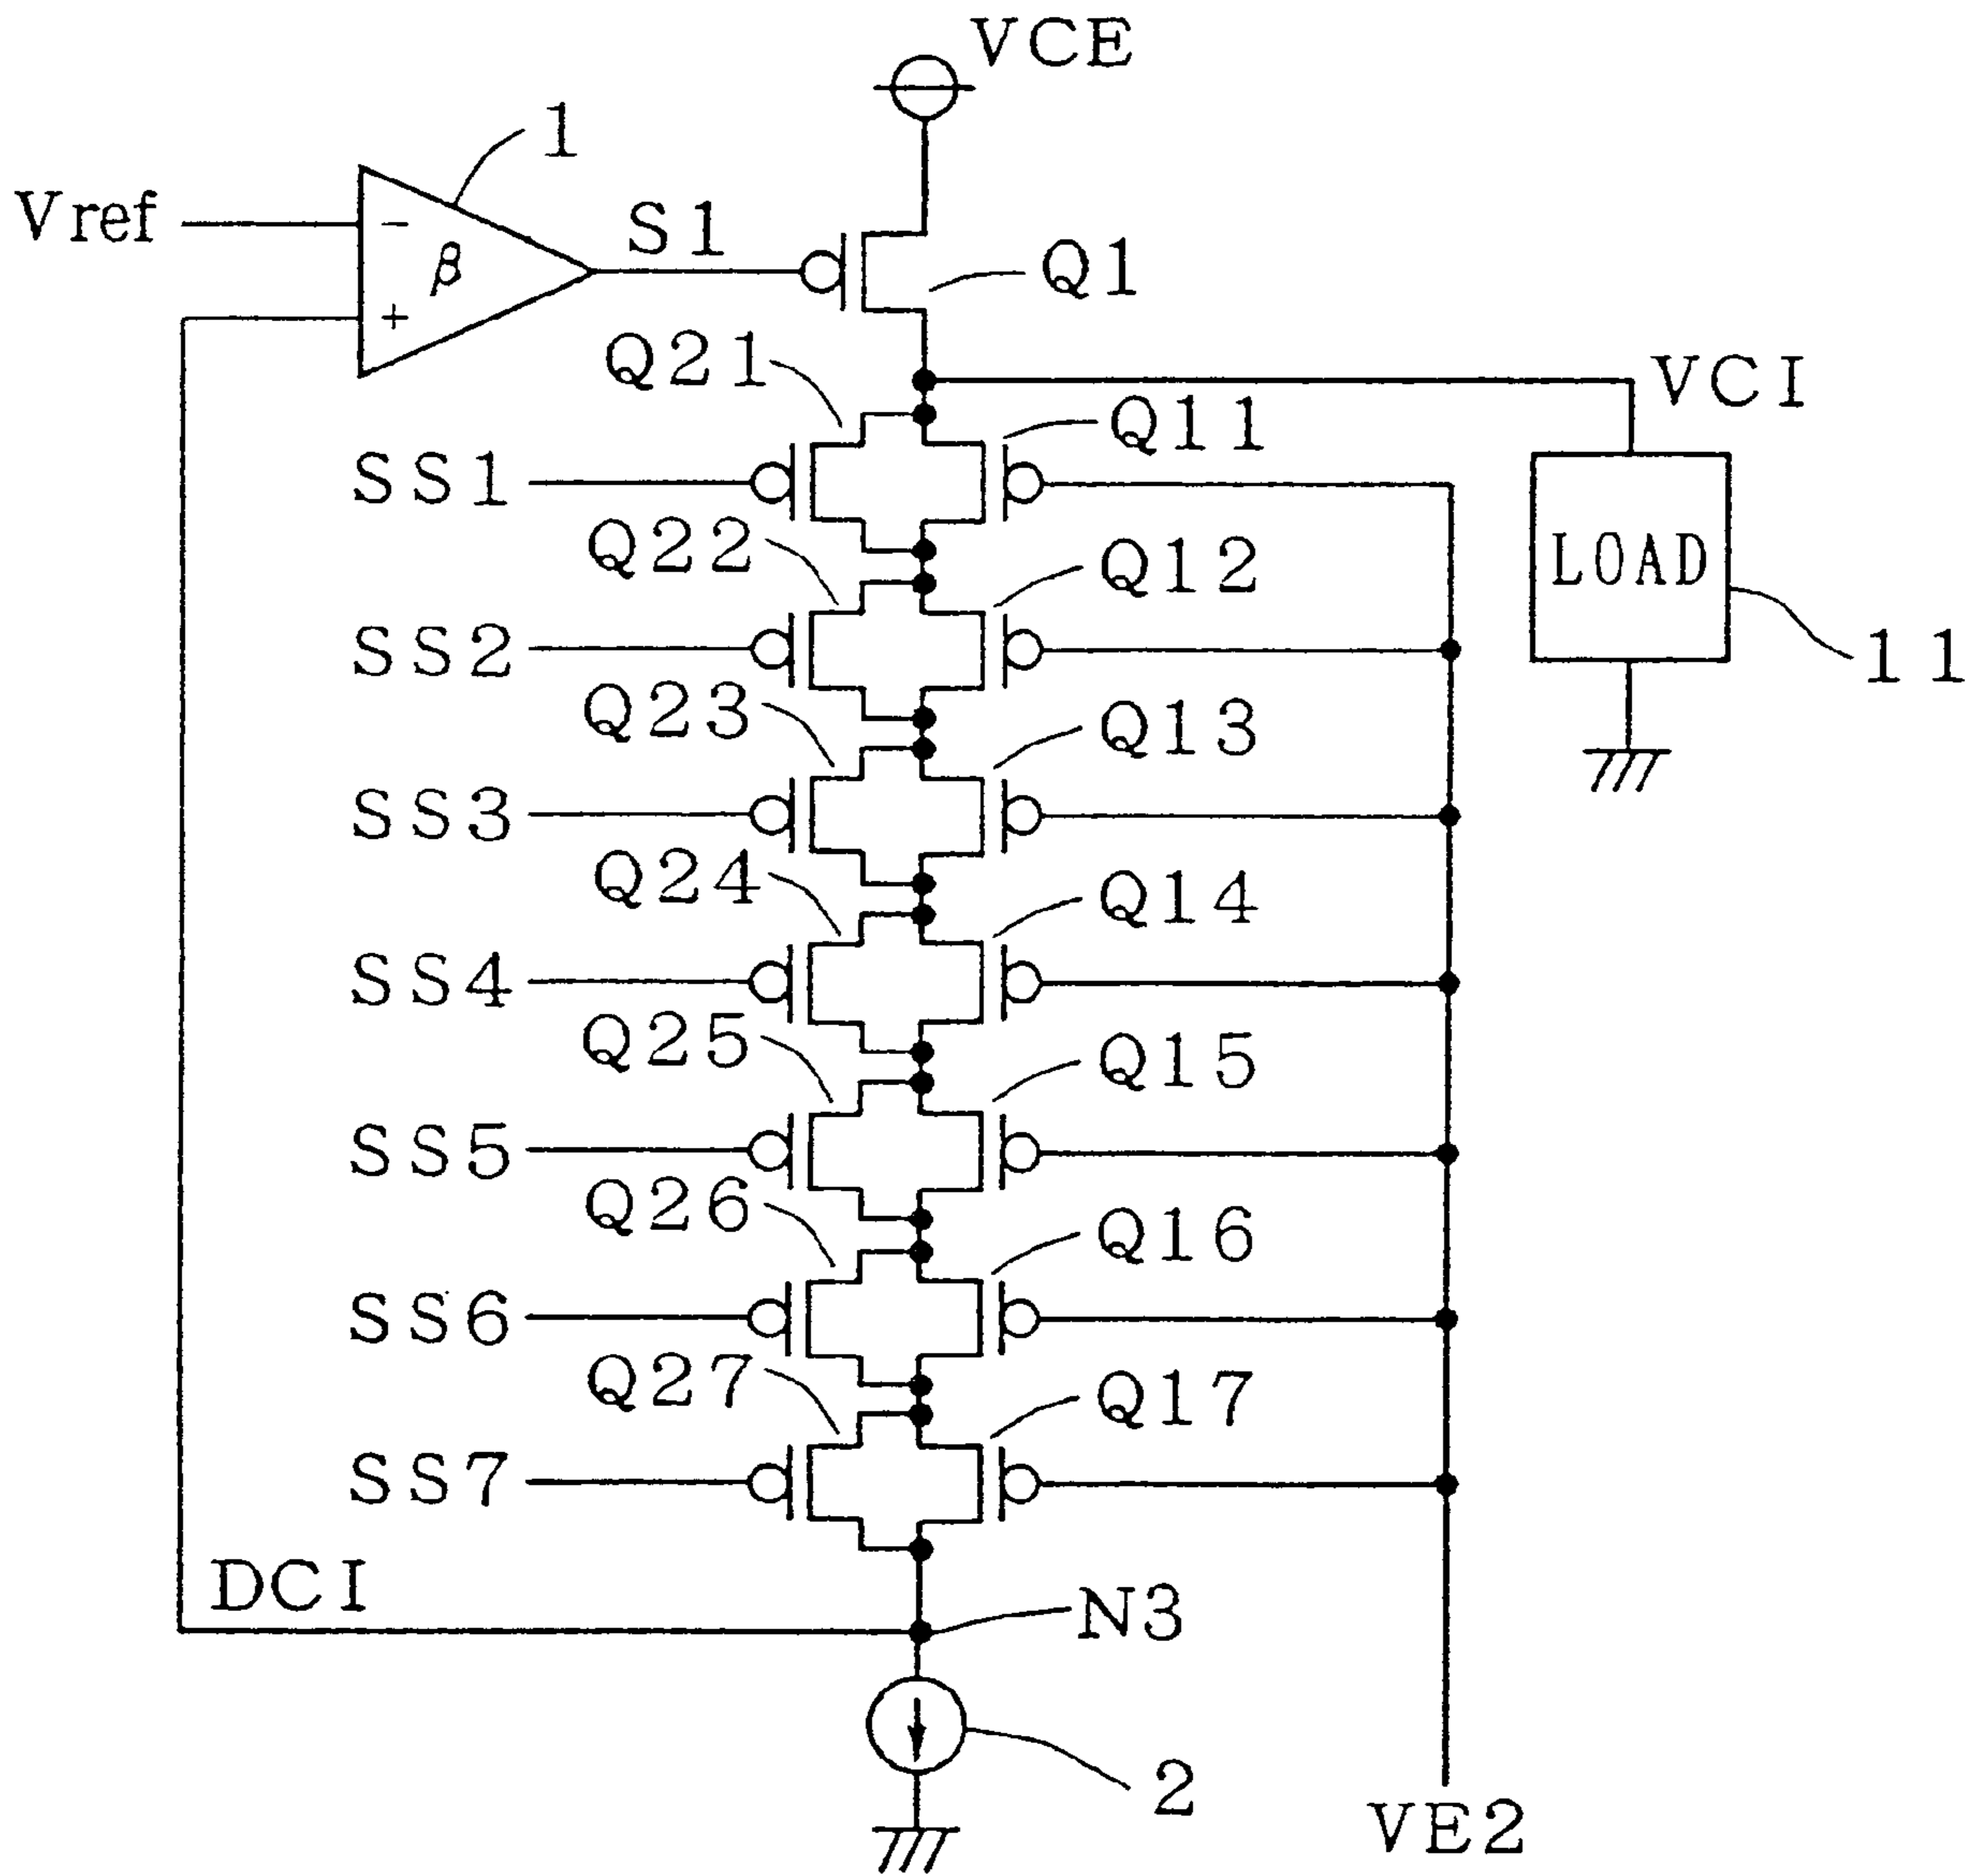 VCE
1
Vref
-
β
+
S1
Q1
Q21
VCI
Q11
SS1
Q22
Q12
LOAD
SS2
11
Q23
Q13
SS3
Q24
Q14
SS4
Q25
Q15
SS5
Q26
Q16
SS6
Q27
Q17
SS7
DCI
N3
2
VE2